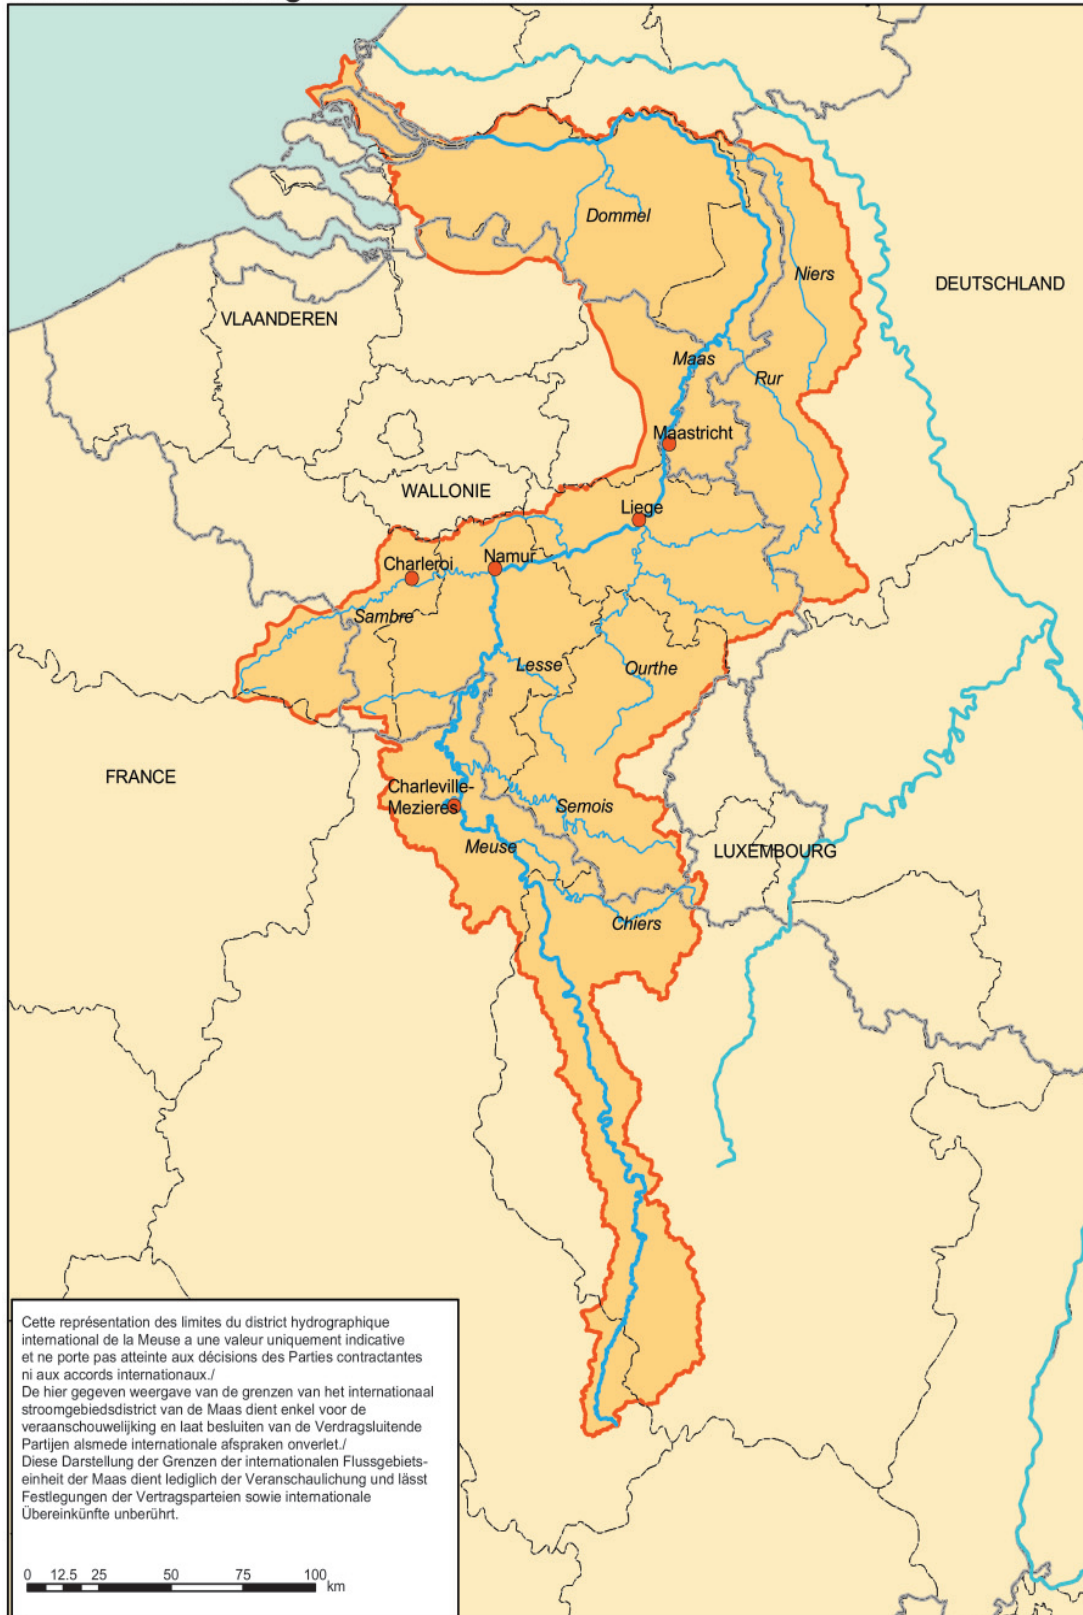 Dommel
Niers
DEUTSCHLAND
VLAANDEREN
Maas
Rur
Maastricht
WALLONIE
Liege
Namur
Charleroi
Sambre
Lesse
Ourthe
FRANCE
Charleville-
Mezieres
Semois
Meuse
LUXEMBOURG
Chiers
Cette représentation des limites du district hydrographique
international de la Meuse a une valeur uniquement indicative
et ne porte pas atteinte aux décisions des Parties contractantes
ni aux accords internationaux./
De hier gegeven weergave van de grenzen van het internationaal
stroomgebiedsdistrict van de Maas dient enkel voor de
veraanschouwelijking en laat besluiten van de Verdragsluitende
Partijen alsmede internationale afspraken onverlet./
Diese Darstellung der Grenzen der internationalen Flussgebiets-
einheit der Maas dient lediglich der Veranschaulichung und lässt
Festlegungen der Vertragsparteien sowie internationale
Übereinkünfte unberührt.
0 12.5 25 50 75 100
km